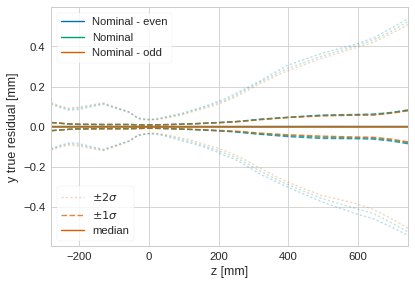 Nominal - even
Nominal
Nominal - odd
0.4
0.2
0.0
−0.2
−0.4
y true residual [mm]
±2σ
±1σ
median
−200
0
200
400
600
z [mm]